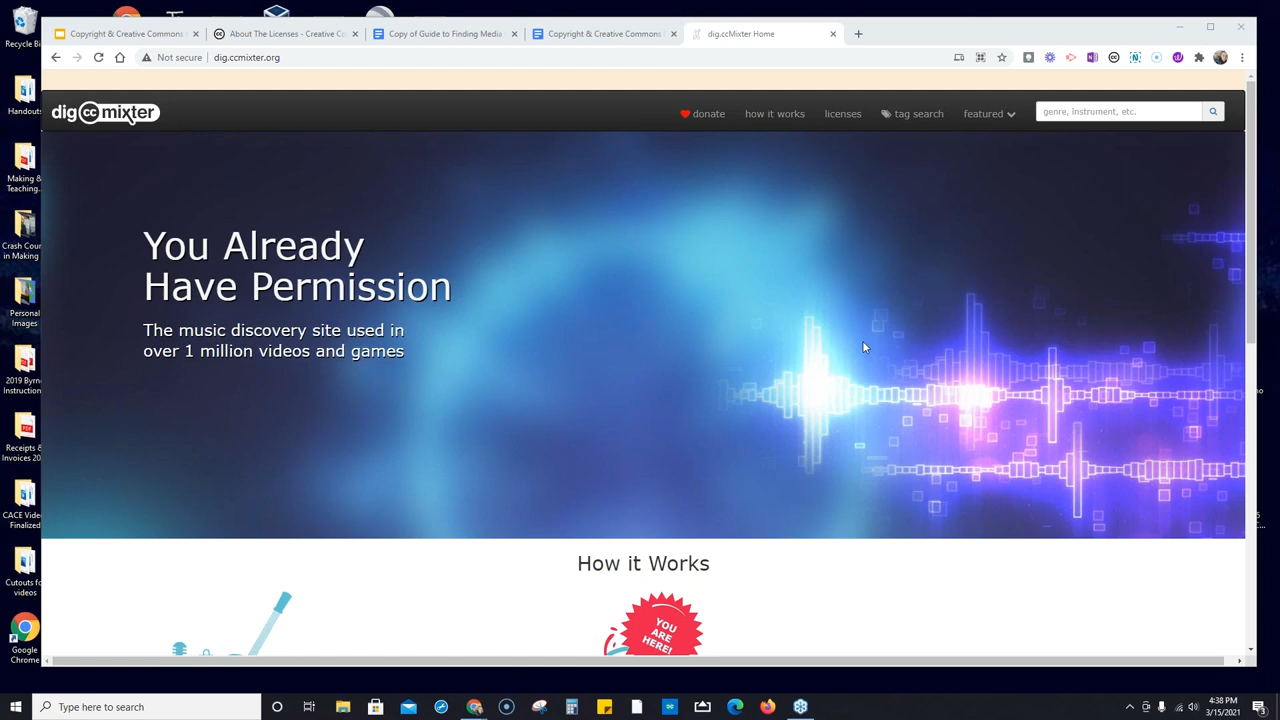 Recycle Bin
Copyright & Creative Commons
About The Licenses - Creative Co
Copy of Guide to Finding Media
Copyright & Creative Commons
dig.ccMixter Home
Not secure
dig.ccmixter.org
dig cc mixter
donate
how it works
licenses
tag search
featured
genre, instrument, etc.
You Already
Have Permission
The music discovery site used in
over 1 million videos and games
How it Works
YOU
ARE
HERE!
Handouts
Making &
Teaching...
Crash Cour
in Making
Personal
Images
2019 Byrn
Instruction
Receipts &
Invoices 20
CACE Vide
Finalized
Cutouts for
videos
Google
Chrome
Type here to search
4:38 PM
3/15/2021